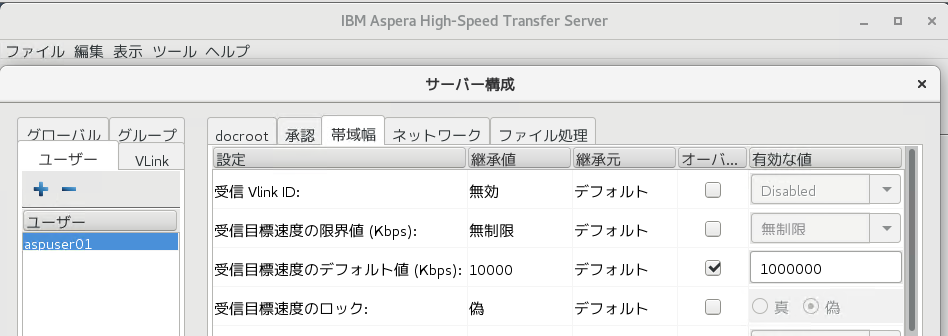 IBM Aspera High-Speed Transfer Server
ファイル 編集 表示 ツール ヘルプ
サーバー構成
グローバル グループ
ユーザー VLink
ユーザー
aspuser01
docroot 承認 帯域幅 ネットワーク ファイル処理
設定 継承値 継承元 オーバ... 有効な値
受信 Vlink ID: 無効 デフォルト Disabled
受信目標速度の限界値 (Kbps): 無制限 デフォルト 無制限
受信目標速度のデフォルト値 (Kbps): 10000 デフォルト 1000000
受信目標速度のロック: 偽 デフォルト 真 偽